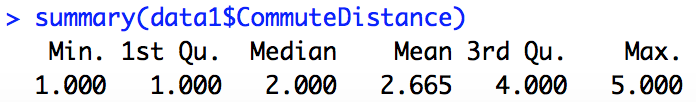 > summary(data1$CommuteDistance)
Min. 1st Qu. Median Mean 3rd Qu. Max.
1.000 1.000 2.000 2.665 4.000 5.000